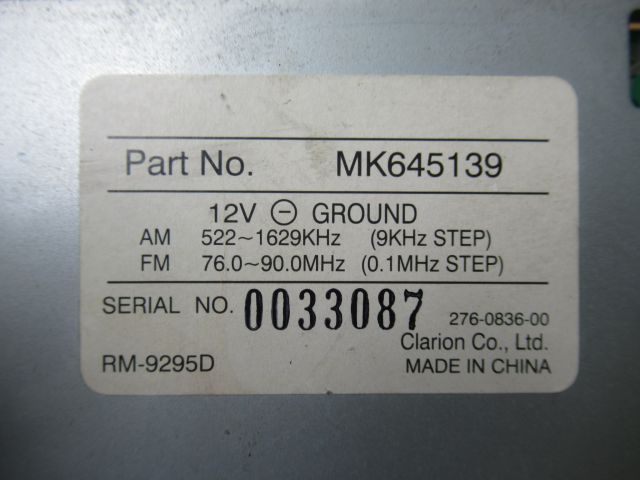 Part No. MK645139
12V ⊖ GROUND
AM 522~1629KHz (9KHz STEP)
FM 76.0~90.0MHz (0.1MHz STEP)
SERIAL NO. 0033087 276-0836-00
Clarion Co., Ltd.
RM-9295D MADE IN CHINA